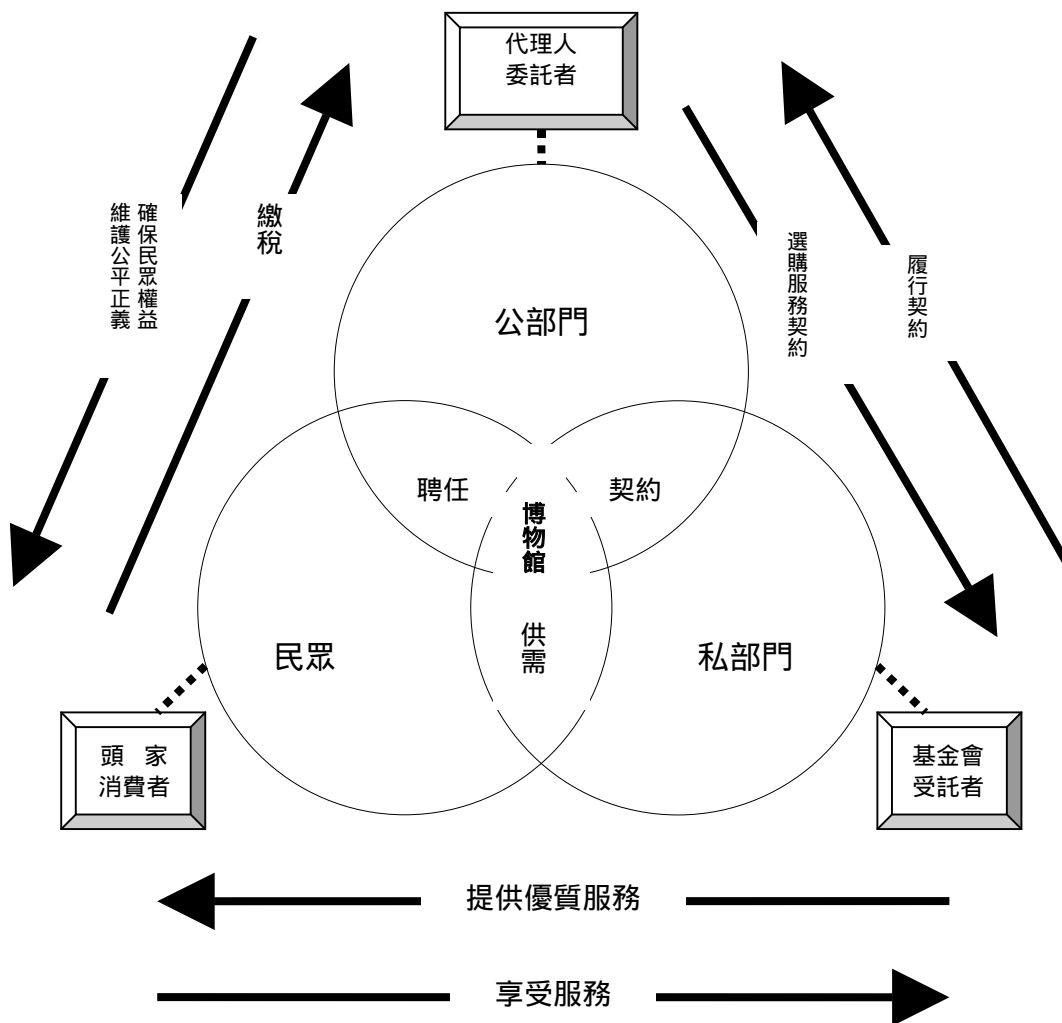 代理人
委託者
確保民眾權益
維護公平正義
繳稅
選購服務契約
履行契約
公部門
聘任
契約
博物館
供需
民眾
私部門
頭 家
消費者
基金會
受託者
提供優質服務
享受服務